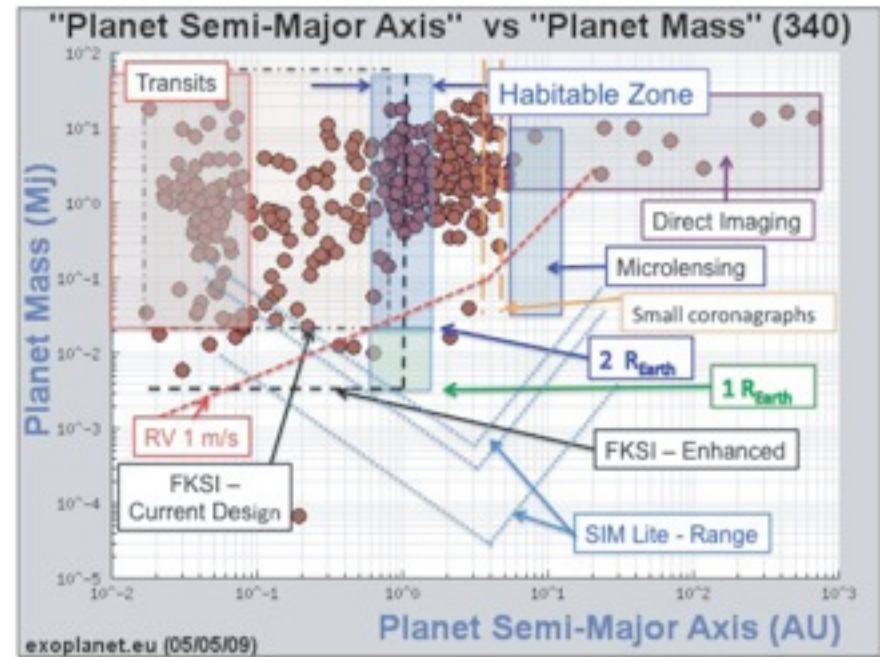 "Planet Semi-Major Axis" vs "Planet Mass" (340)
Planet Mass (Mj)
10^2
10^1
10^0
10^-1
10^-2
10^-3
10^-4
10^-5
Transits
Habitable Zone
Direct Imaging
Microlensing
Small coronagraphs
2 REarth
1 REarth
RV 1 m/s
FKSI – Enhanced
FKSI –
Current Design
SIM Lite - Range
10^-2
10^-1
10^0
10^1
10^2
10^3
Planet Semi-Major Axis (AU)
exoplanet.eu (05/05/09)